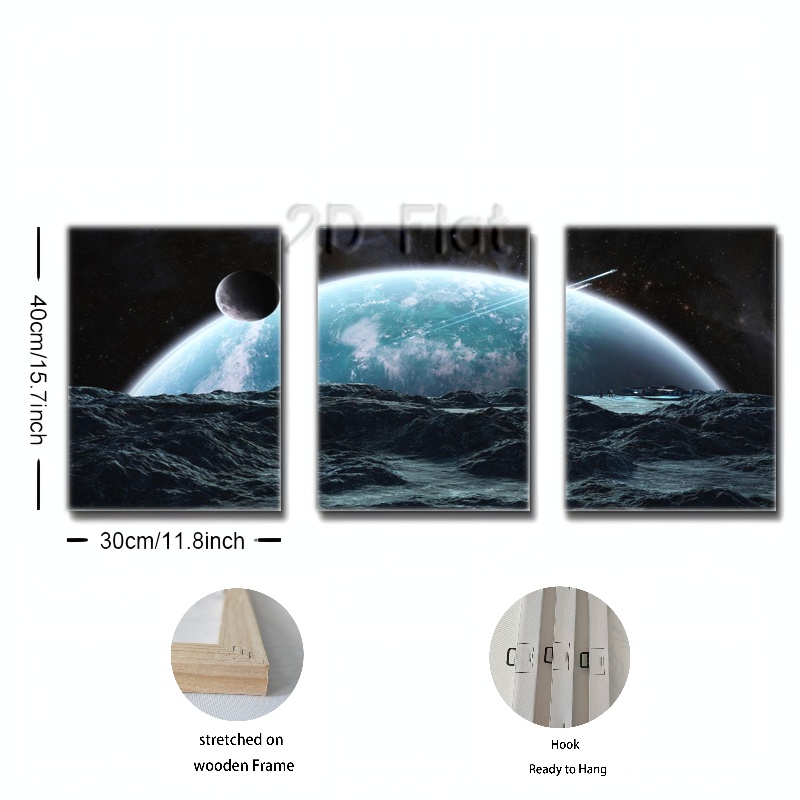 2D Flat
40cm/15.7inch
30cm/11.8inch
stretched on
wooden Frame
Hook
Ready to Hang